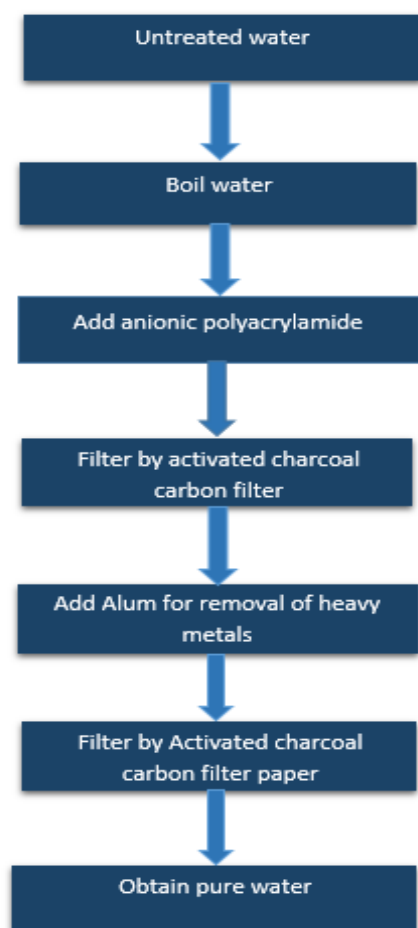 Untreated water
Boil water
Add anionic polyacrylamide
Filter by activated charcoal
carbon filter
Add Alum for removal of heavy
metals
Filter by Activated charcoal
carbon filter paper
Obtain pure water